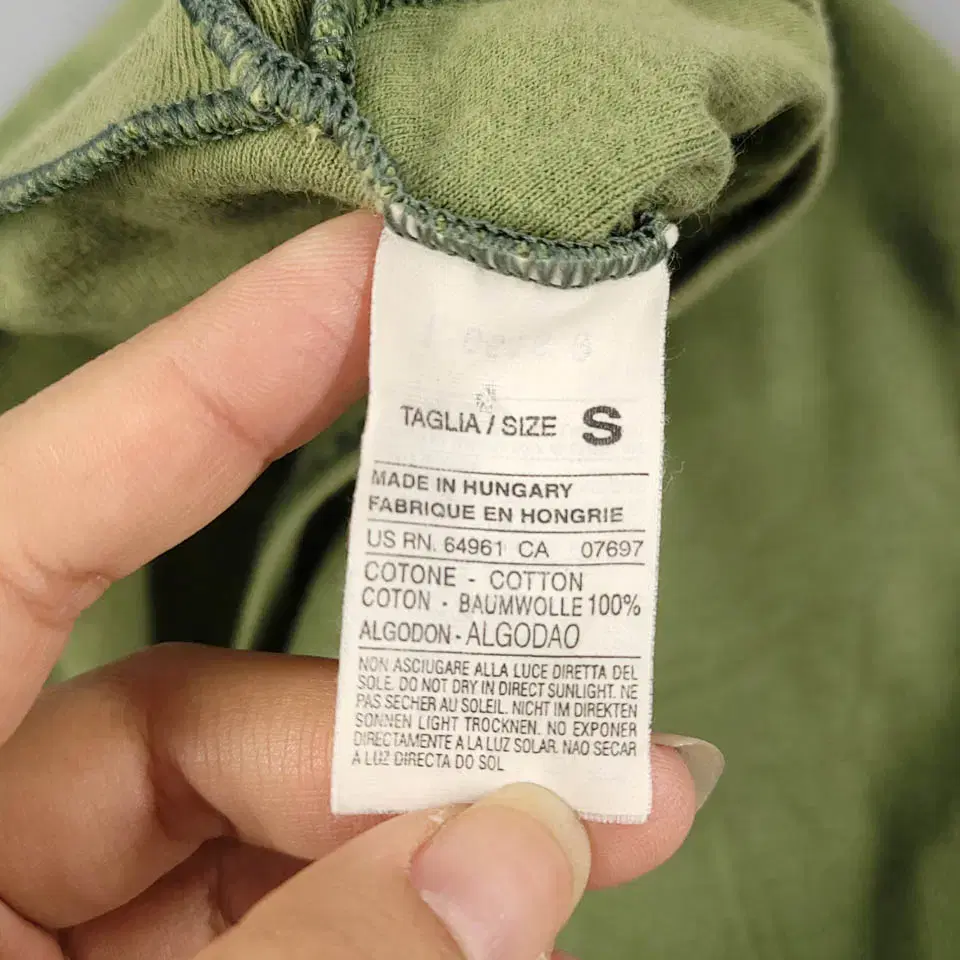 TAGLIA / SIZE S
MADE IN HUNGARY
FABRIQUE EN HONGRIE
US RN. 64961 CA 07697
COTONE - COTTON
COTON - BAUMWOLLE 100%
ALGODON - ALGODAO
NON ASCIUGARE ALLA LUCE DIRETTA DEL
SOLE. DO NOT DRY IN DIRECT SUNLIGHT. NE
PAS SECHER AU SOLEIL. NICHT IM DIREKTEN
SONNEN LIGHT TROCKNEN. NO EXPONER
DIRECTAMENTE A LA LUZ SOLAR. NAO SECAR
A LUZ DIRECTA DO SOL